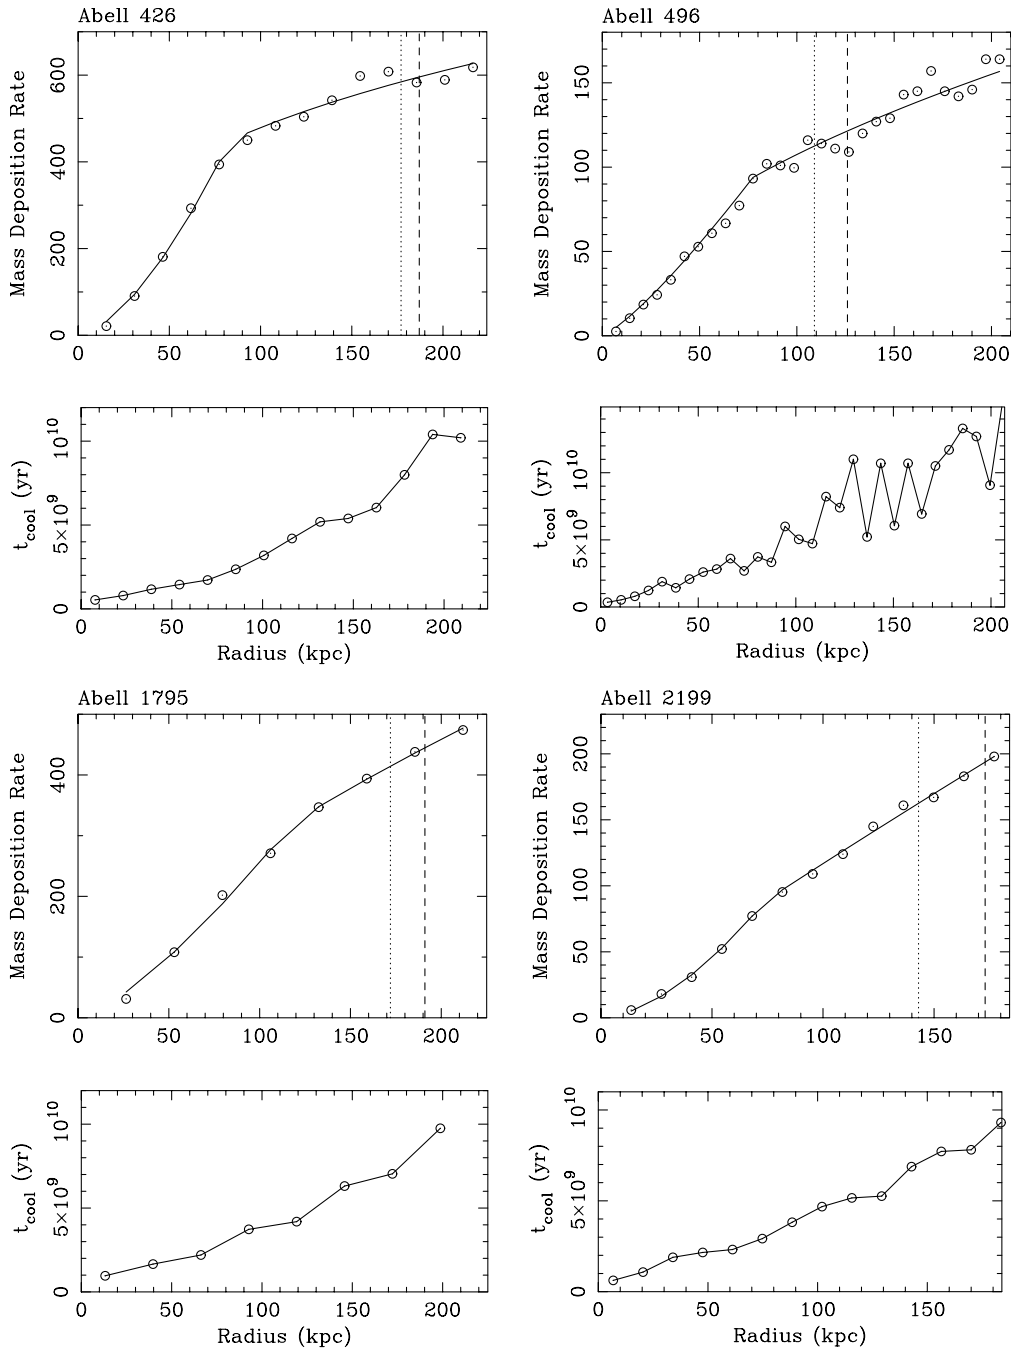 Abell 426
Mass Deposition Rate
0
200
400
600
0 50 100 150 200
t_cool (yr)
0
5×10^9
10^10
0 50 100 150 200
Radius (kpc)
Abell 496
Mass Deposition Rate
0
50
100
150
0 50 100 150 200
t_cool (yr)
0
5×10^9
10^10
0 50 100 150 200
Radius (kpc)
Abell 1795
Mass Deposition Rate
0
200
400
0 50 100 150 200
t_cool (yr)
0
5×10^9
10^10
0 50 100 150 200
Radius (kpc)
Abell 2199
Mass Deposition Rate
0
50
100
150
200
0 50 100 150
t_cool (yr)
0
5×10^9
10^10
0 50 100 150
Radius (kpc)